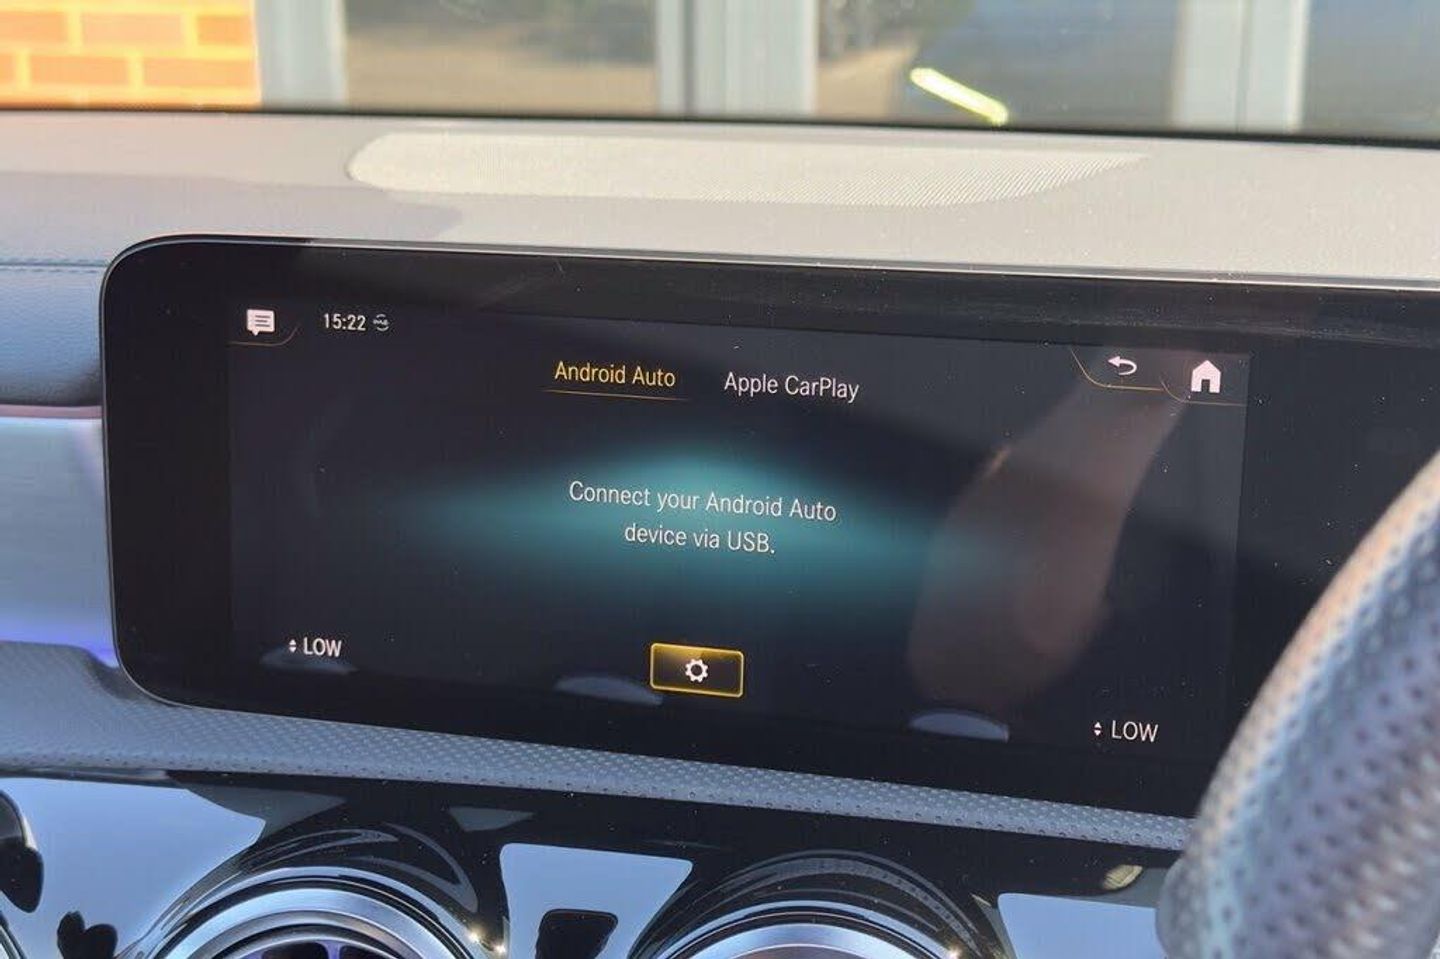 15:22
Android Auto
Apple CarPlay
Connect your Android Auto
device via USB.
LOW
LOW